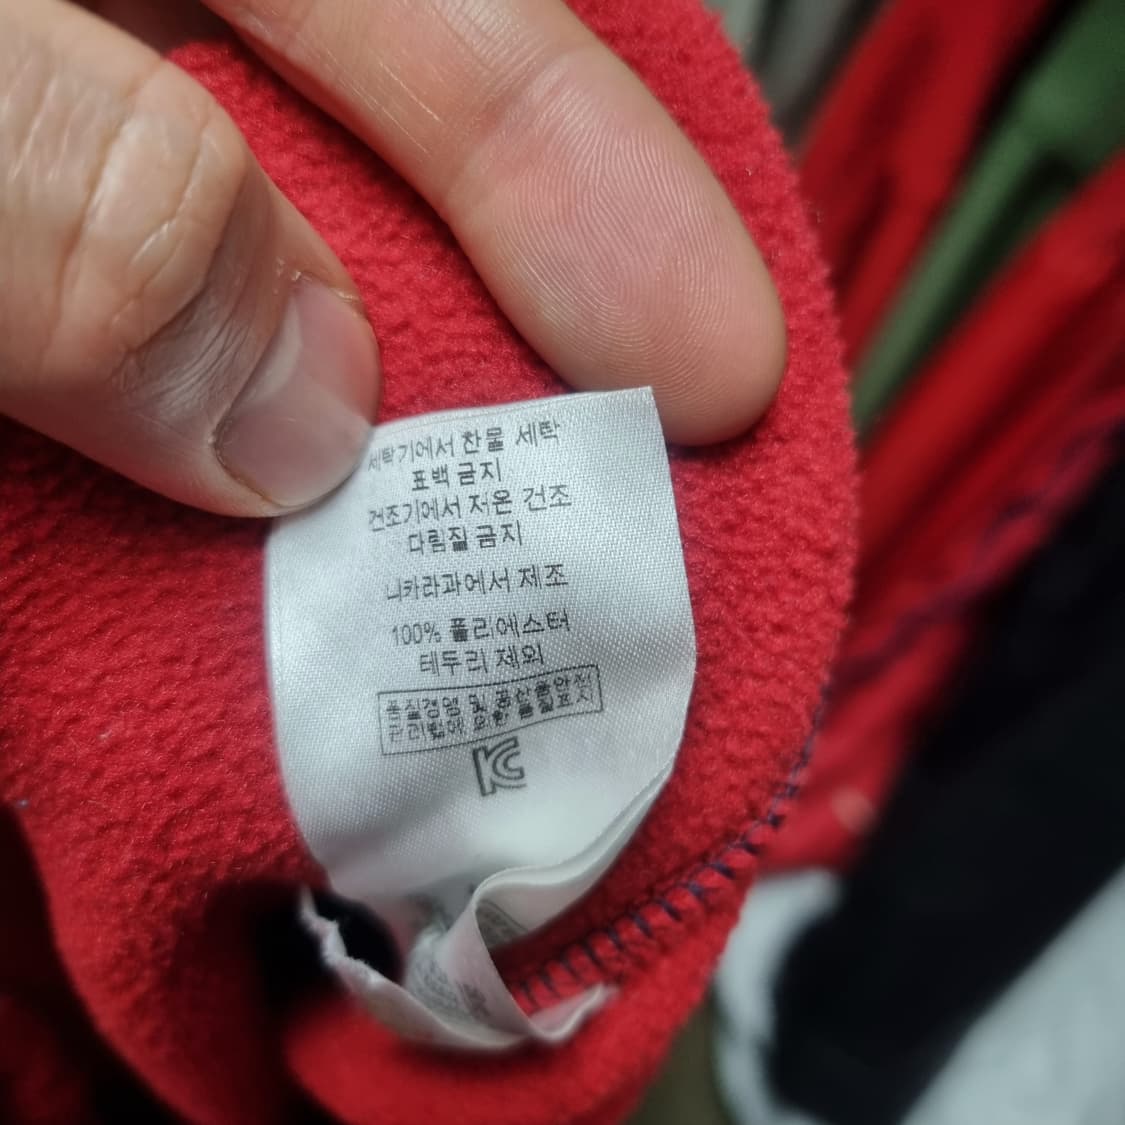 세탁기에서 찬물 세탁
표백 금지
건조기에서 저온 건조
다림질 금지
니카라과에서 제조
100% 폴리에스터
테두리 제외
품질경영 및 공산품안전
관리법에 의한 품질표시
KC